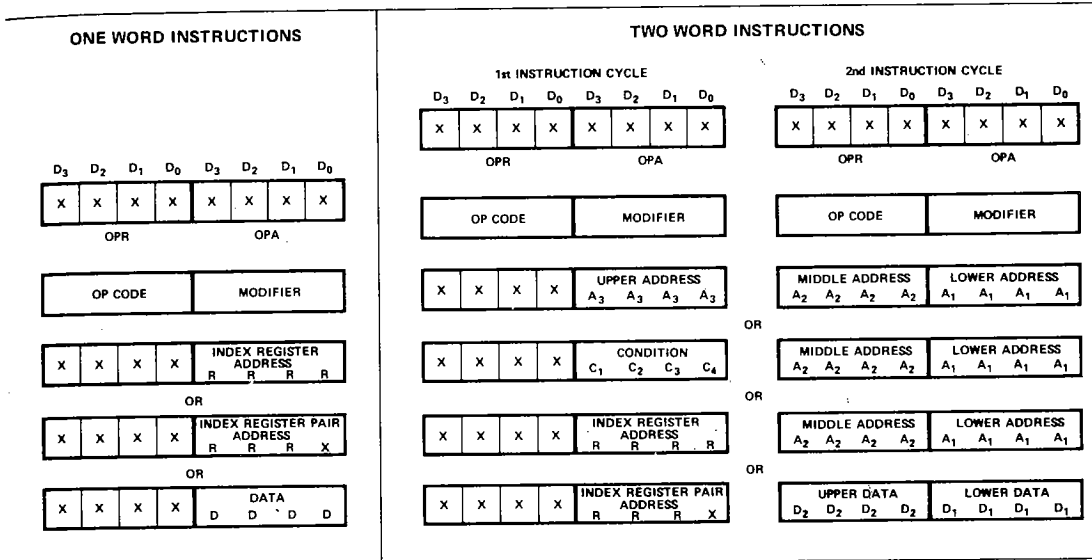 ONE WORD INSTRUCTIONS
D3 D2 D1 D0 D3 D2 D1 D0
X X X X X X X X
OPR OPA
OP CODE MODIFIER
X X X X INDEX REGISTER
ADDRESS
R R R R
OR
X X X X INDEX REGISTER PAIR
ADDRESS
R R R X
OR
X X X X DATA
D D D D
TWO WORD INSTRUCTIONS
1st INSTRUCTION CYCLE 2nd INSTRUCTION CYCLE
D3 D2 D1 D0 D3 D2 D1 D0 D3 D2 D1 D0 D3 D2 D1 D0
X X X X X X X X X X X X X X X X
OPR OPA OPR OPA
OP CODE MODIFIER OP CODE MODIFIER
X X X X UPPER ADDRESS MIDDLE ADDRESS LOWER ADDRESS
A3 A3 A3 A3 A2 A2 A2 A2 A1 A1 A1 A1
OR
X X X X CONDITION MIDDLE ADDRESS LOWER ADDRESS
C1 C2 C3 C4 A2 A2 A2 A2 A1 A1 A1 A1
OR
X X X X INDEX REGISTER MIDDLE ADDRESS LOWER ADDRESS
ADDRESS
R R R R A2 A2 A2 A2 A1 A1 A1 A1
OR
X X X X INDEX REGISTER PAIR UPPER DATA LOWER DATA
ADDRESS
R R R X D2 D2 D2 D2 D1 D1 D1 D1